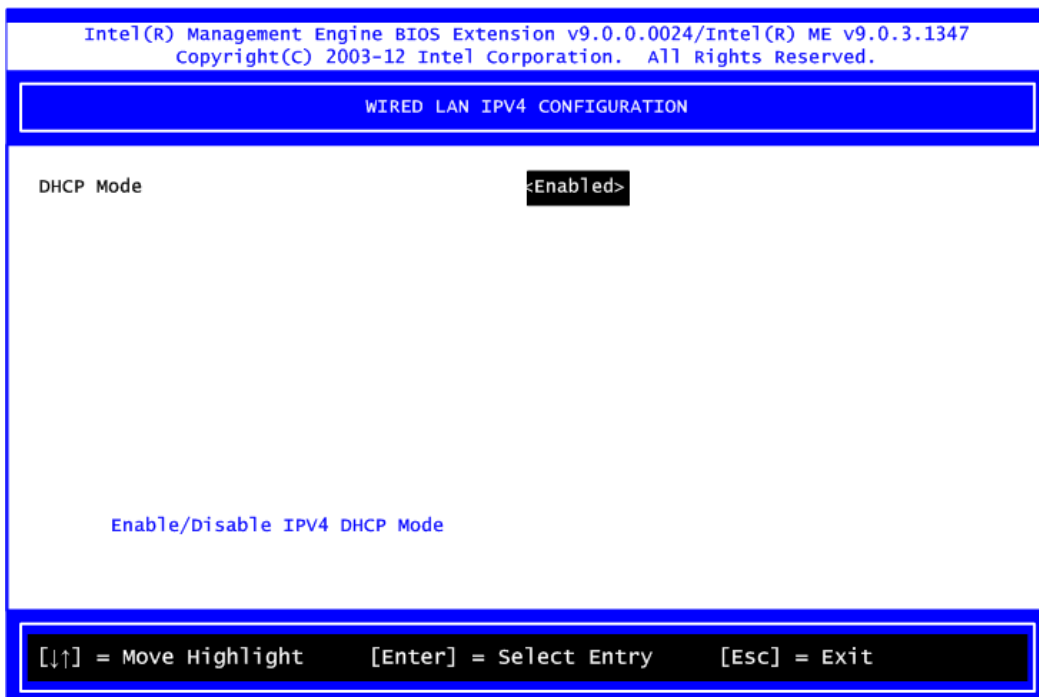 Intel(R) Management Engine BIOS Extension v9.0.0.0024/Intel(R) ME v9.0.3.1347
Copyright(C) 2003-12 Intel Corporation. All Rights Reserved.
WIRED LAN IPV4 CONFIGURATION
DHCP Mode <Enabled>
Enable/Disable IPV4 DHCP Mode
[↓↑] = Move Highlight [Enter] = Select Entry [Esc] = Exit